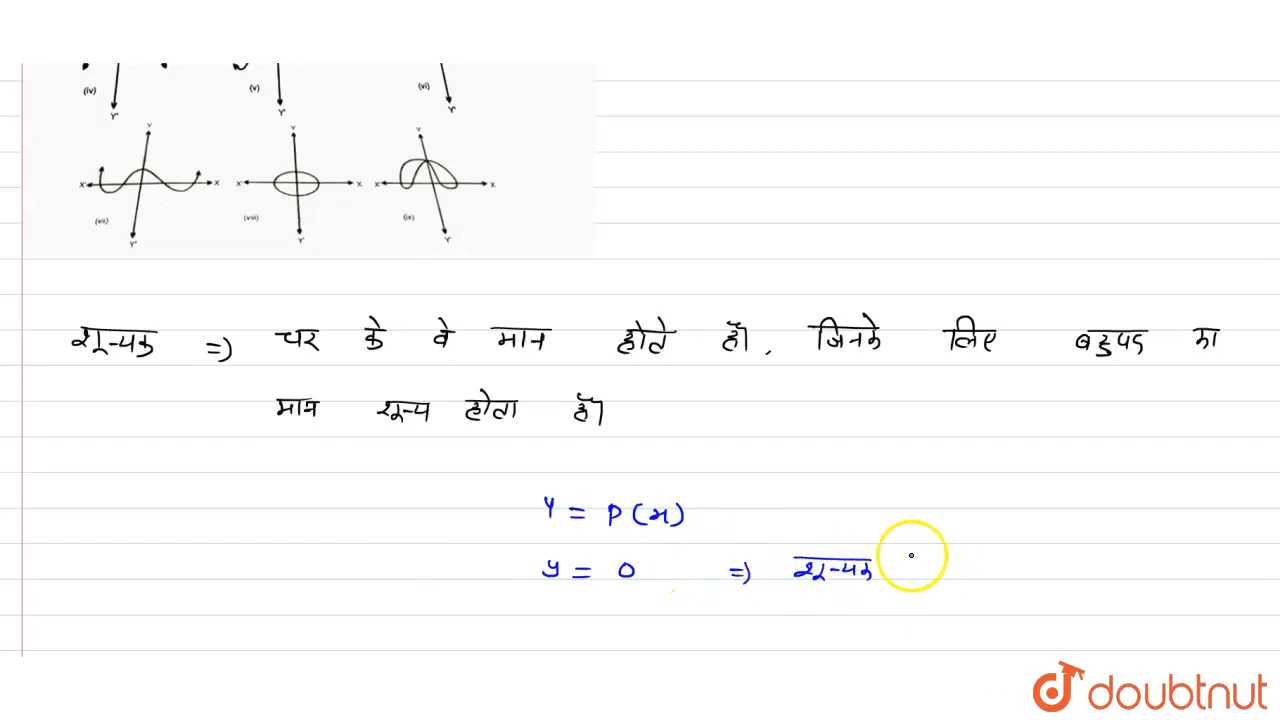 (iv) (v) (vi)
Y' Y' Y'
Y Y Y
X' X X' X X' X
(vii) (viii) (ix)
Y' Y' Y'
शून्यक => चर के वे मान होते हैं, जिनके लिए बहुपद का
मान शून्य होता है।
Y = P(x)
y = 0 => शून्यक
doubtnut